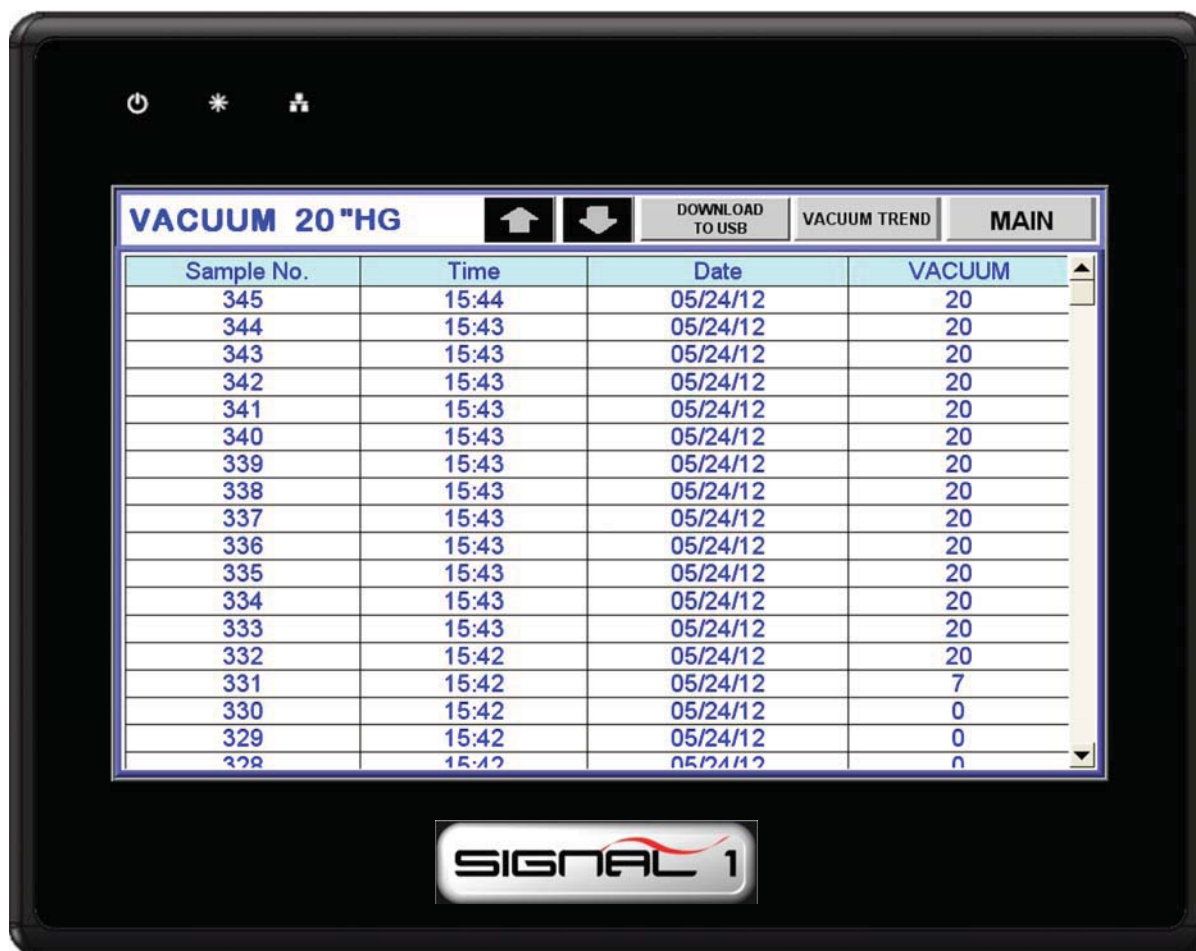 VACUUM 20"HG
DOWNLOAD
TO USB
VACUUM TREND
MAIN
Sample No. Time Date VACUUM
345 15:44 05/24/12 20
344 15:43 05/24/12 20
343 15:43 05/24/12 20
342 15:43 05/24/12 20
341 15:43 05/24/12 20
340 15:43 05/24/12 20
339 15:43 05/24/12 20
338 15:43 05/24/12 20
337 15:43 05/24/12 20
336 15:43 05/24/12 20
335 15:43 05/24/12 20
334 15:43 05/24/12 20
333 15:43 05/24/12 20
332 15:42 05/24/12 20
331 15:42 05/24/12 7
330 15:42 05/24/12 0
329 15:42 05/24/12 0
328 15:42 05/24/12 0
SIGNAL 1